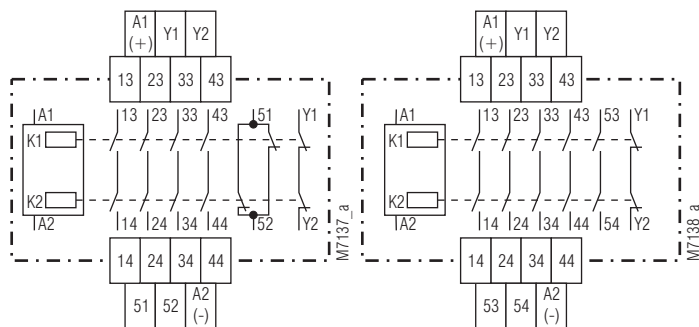 A1 (+) Y1 Y2
13 23 33 43
A1 13 23 33 43 51 Y1
K1
K2
A2 14 24 34 44 52 Y2
14 24 34 44
51 52 A2 (-)
M7137_a
A1 (+) Y1 Y2
13 23 33 43
A1 13 23 33 43 53 Y1
K1
K2
A2 14 24 34 44 54 Y2
14 24 34 44
53 54 A2 (-)
M7138_a